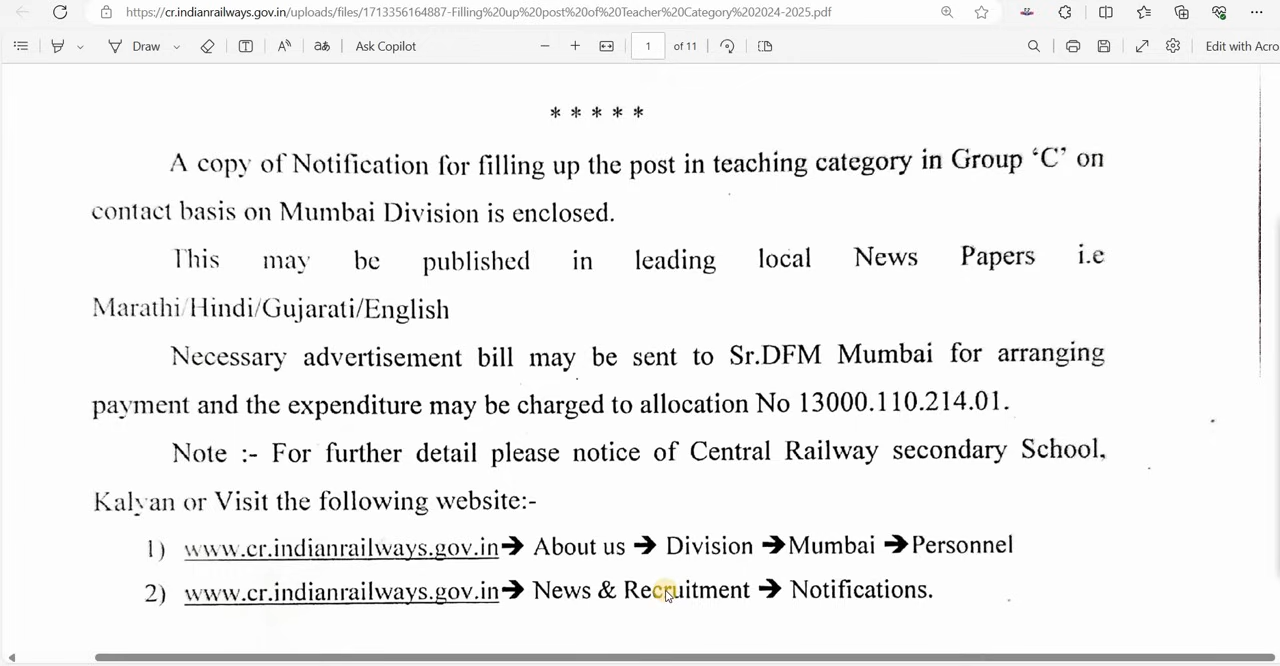 https://cr.indianrailways.gov.in/uploads/files/1713356164887-Filling%20up%20post%20of%20Teacher%20Category%202024-2025.pdf
Draw Ask Copilot 1 of 11 Edit with Acro
* * * * *
A copy of Notification for filling up the post in teaching category in Group ‘C’ on
contact basis on Mumbai Division is enclosed.
This may be published in leading local News Papers i.e
Marathi/Hindi/Gujarati/English
Necessary advertisement bill may be sent to Sr.DFM Mumbai for arranging
payment and the expenditure may be charged to allocation No 13000.110.214.01.
Note :- For further detail please notice of Central Railway secondary School,
Kalyan or Visit the following website:-
1) www.cr.indianrailways.gov.in➔ About us ➔ Division ➔Mumbai ➔Personnel
2) www.cr.indianrailways.gov.in➔ News & Recruitment ➔ Notifications.